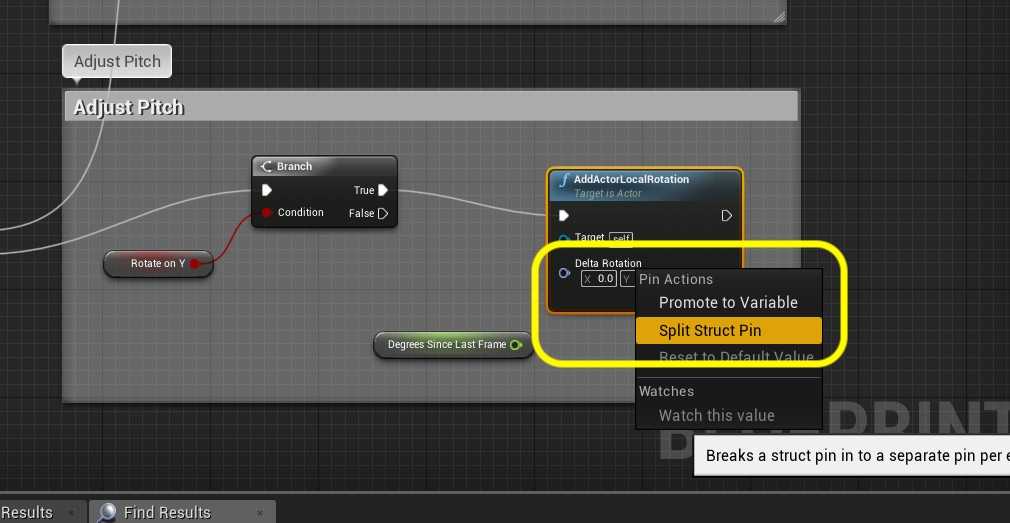 Adjust Pitch
Adjust Pitch
Branch
True
Condition
False
Rotate on Y
AddActorLocalRotation
Target is Actor
Target self
Delta Rotation
X 0.0 Y
Degrees Since Last Frame
Pin Actions
Promote to Variable
Split Struct Pin
Reset to Default Value
Watches
Watch this value
Breaks a struct pin in to a separate pin per e
Results
Find Results